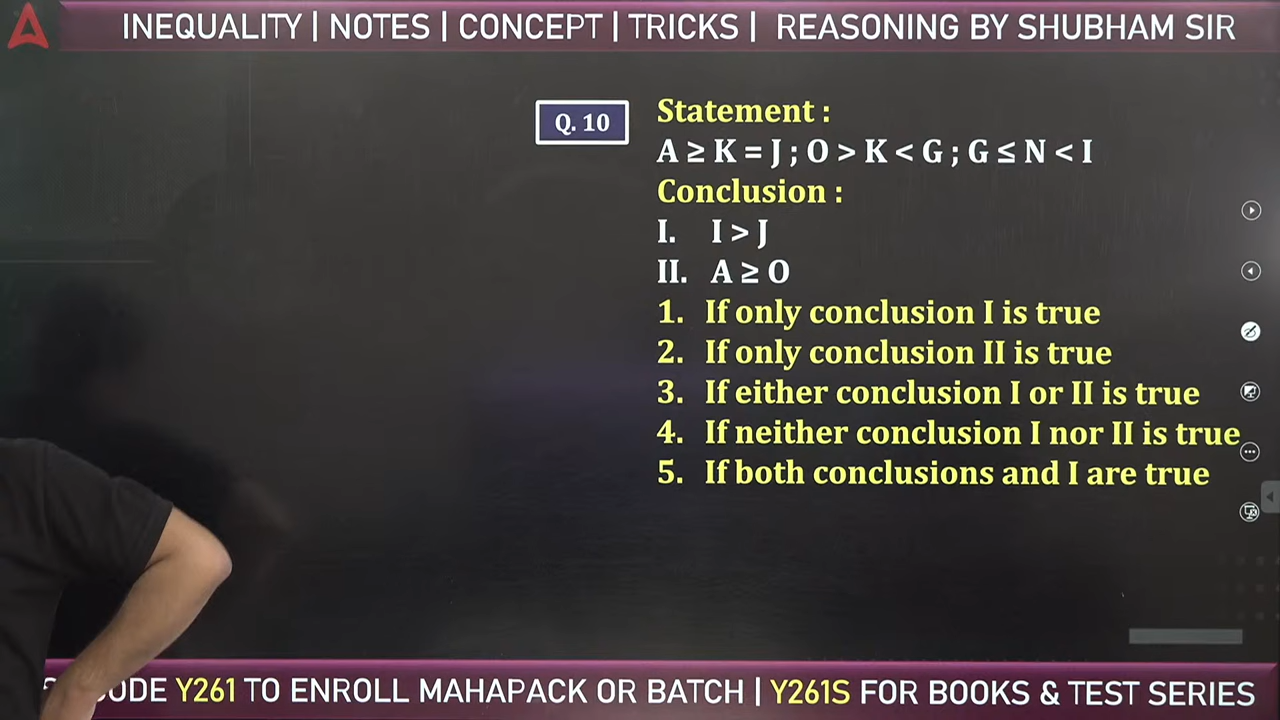 INEQUALITY | NOTES | CONCEPT | TRICKS | REASONING BY SHUBHAM SIR
Q. 10
Statement :
A ≥ K = J ; O > K < G ; G ≤ N < I
Conclusion :
I. I > J
II. A ≥ O
1. If only conclusion I is true
2. If only conclusion II is true
3. If either conclusion I or II is true
4. If neither conclusion I nor II is true
5. If both conclusions and I are true
CODE Y261 TO ENROLL MAHAPACK OR BATCH | Y261S FOR BOOKS & TEST SERIES